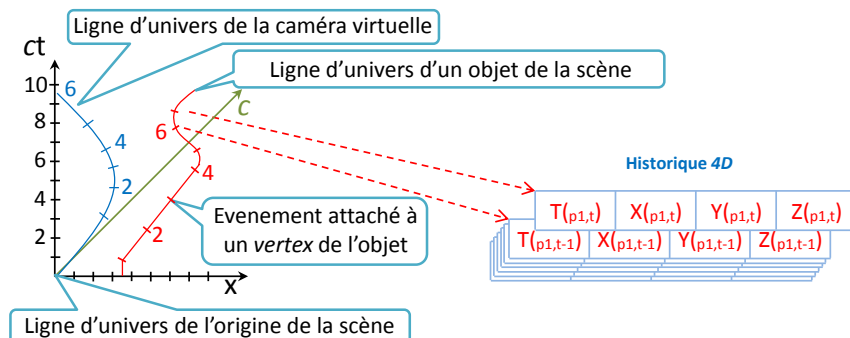 Ligne d'univers de la caméra virtuelle
ct
Ligne d'univers d'un objet de la scène
10
6
c
8
6
4
6
Historique 4D
4
2
4
T(p1,t) X(p1,t) Y(p1,t) Z(p1,t)
Evenement attaché à
un vertex de l'objet
2
2
T(p1,t-1) X(p1,t-1) Y(p1,t-1) Z(p1,t-1)
x
Ligne d'univers de l'origine de la scène